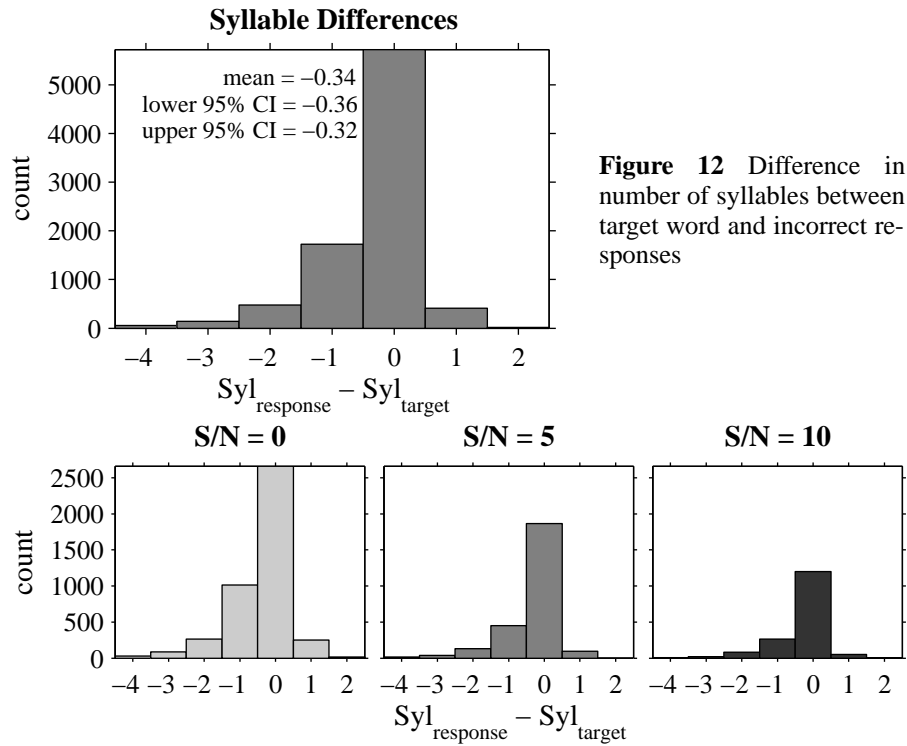 Syllable Differences
5000
4000
3000
2000
1000
0
count
mean = −0.34
lower 95% CI = −0.36
upper 95% CI = −0.32
−4 −3 −2 −1 0 1 2
Syl_response − Syl_target
Figure 12 Difference in
number of syllables between
target word and incorrect re-
sponses
S/N = 0
2500
2000
1500
1000
500
0
count
−4 −3 −2 −1 0 1 2
S/N = 5
−4 −3 −2 −1 0 1 2
Syl_response − Syl_target
S/N = 10
−4 −3 −2 −1 0 1 2